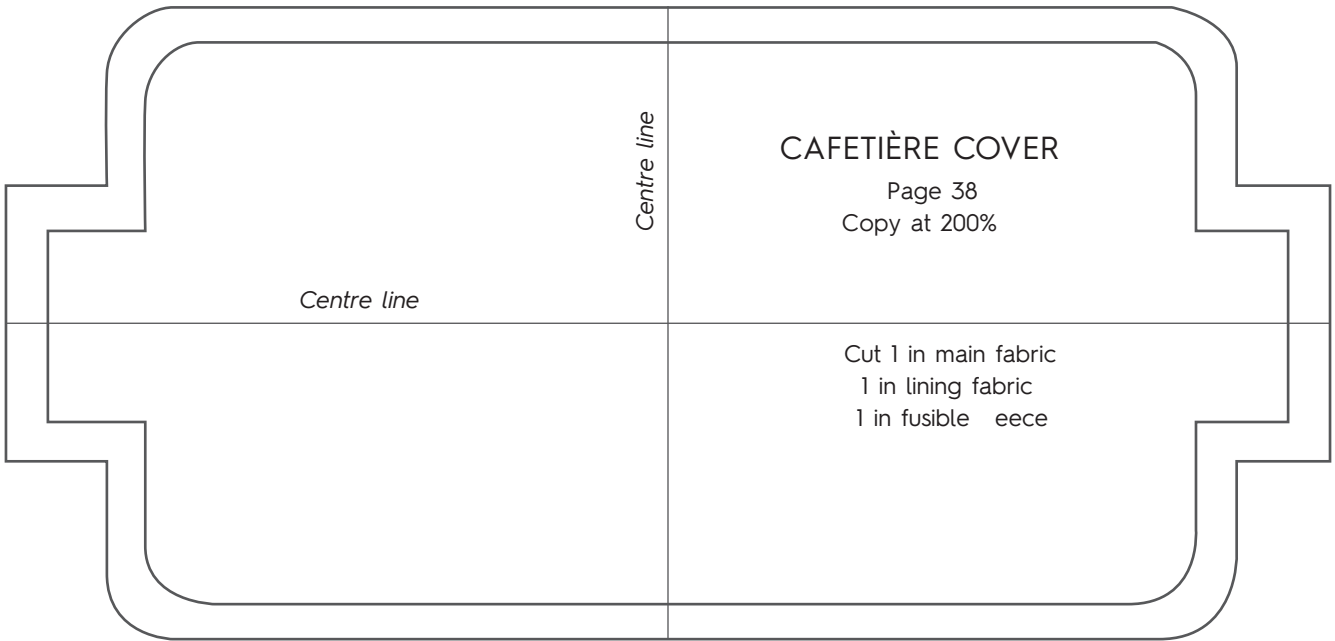 Centre line
CAFETIÈRE COVER
Page 38
Copy at 200%
Centre line
Cut 1 in main fabric
1 in lining fabric
1 in fusible eece